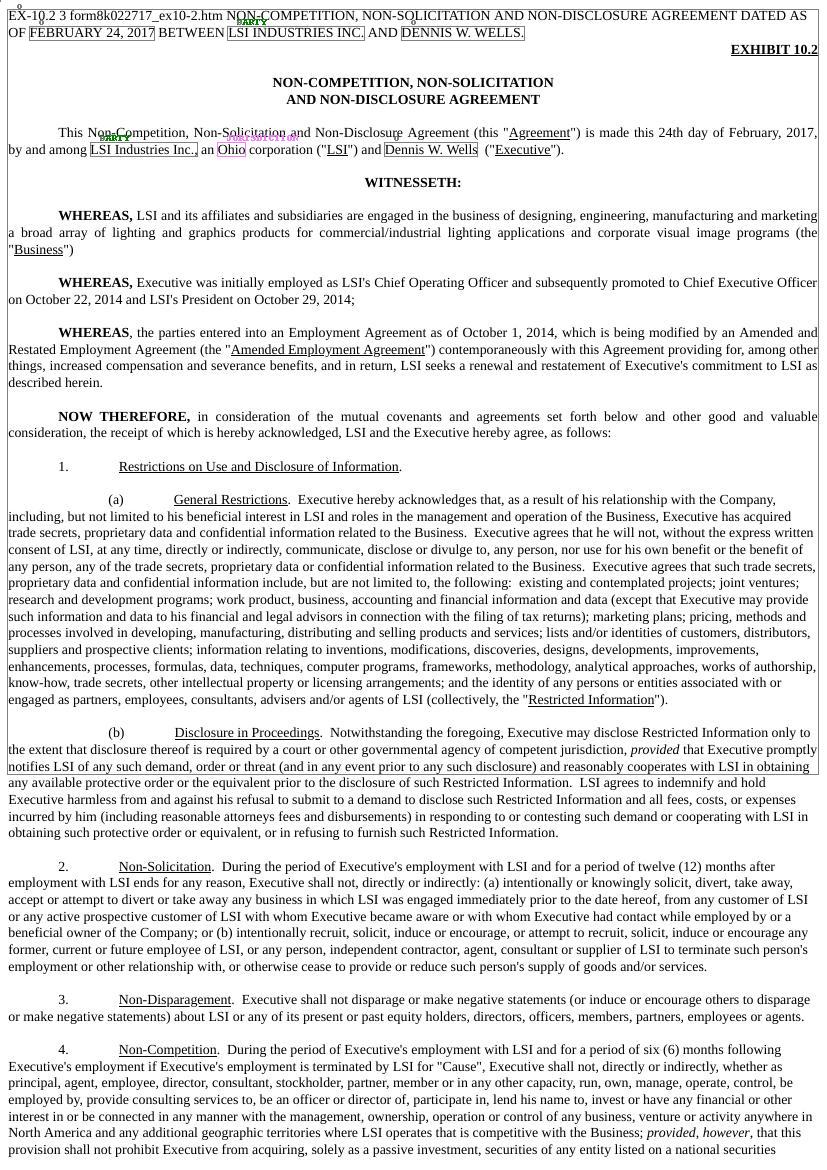 EX-10.2 3 form8k022717_ex10-2.htm NON-COMPETITION, NON-SOLICITATION AND NON-DISCLOSURE AGREEMENT DATED AS
PARTY
OF FEBRUARY 24, 2017 BETWEEN LSI INDUSTRIES INC. AND DENNIS W. WELLS.
EXHIBIT 10.2
NON-COMPETITION, NON-SOLICITATION
AND NON-DISCLOSURE AGREEMENT
This Non-Competition, Non-Solicitation and Non-Disclosure Agreement (this "Agreement") is made this 24th day of February, 2017,
PARTY JURISDICTION
by and among LSI Industries Inc., an Ohio corporation ("LSI") and Dennis W. Wells ("Executive").
WITNESSETH:
WHEREAS, LSI and its affiliates and subsidiaries are engaged in the business of designing, engineering, manufacturing and marketing
a broad array of lighting and graphics products for commercial/industrial lighting applications and corporate visual image programs (the
"Business")
WHEREAS, Executive was initially employed as LSI's Chief Operating Officer and subsequently promoted to Chief Executive Officer
on October 22, 2014 and LSI's President on October 29, 2014;
WHEREAS, the parties entered into an Employment Agreement as of October 1, 2014, which is being modified by an Amended and
Restated Employment Agreement (the "Amended Employment Agreement") contemporaneously with this Agreement providing for, among other
things, increased compensation and severance benefits, and in return, LSI seeks a renewal and restatement of Executive's commitment to LSI as
described herein.
NOW THEREFORE, in consideration of the mutual covenants and agreements set forth below and other good and valuable
consideration, the receipt of which is hereby acknowledged, LSI and the Executive hereby agree, as follows:
1. Restrictions on Use and Disclosure of Information.
(a) General Restrictions. Executive hereby acknowledges that, as a result of his relationship with the Company,
including, but not limited to his beneficial interest in LSI and roles in the management and operation of the Business, Executive has acquired
trade secrets, proprietary data and confidential information related to the Business. Executive agrees that he will not, without the express written
consent of LSI, at any time, directly or indirectly, communicate, disclose or divulge to, any person, nor use for his own benefit or the benefit of
any person, any of the trade secrets, proprietary data or confidential information related to the Business. Executive agrees that such trade secrets,
proprietary data and confidential information include, but are not limited to, the following: existing and contemplated projects; joint ventures;
research and development programs; work product, business, accounting and financial information and data (except that Executive may provide
such information and data to his financial and legal advisors in connection with the filing of tax returns); marketing plans; pricing, methods and
processes involved in developing, manufacturing, distributing and selling products and services; lists and/or identities of customers, distributors,
suppliers and prospective clients; information relating to inventions, modifications, discoveries, designs, developments, improvements,
enhancements, processes, formulas, data, techniques, computer programs, frameworks, methodology, analytical approaches, works of authorship,
know-how, trade secrets, other intellectual property or licensing arrangements; and the identity of any persons or entities associated with or
engaged as partners, employees, consultants, advisers and/or agents of LSI (collectively, the "Restricted Information").
(b) Disclosure in Proceedings. Notwithstanding the foregoing, Executive may disclose Restricted Information only to
the extent that disclosure thereof is required by a court or other governmental agency of competent jurisdiction, provided that Executive promptly
notifies LSI of any such demand, order or threat (and in any event prior to any such disclosure) and reasonably cooperates with LSI in obtaining
any available protective order or the equivalent prior to the disclosure of such Restricted Information. LSI agrees to indemnify and hold
Executive harmless from and against his refusal to submit to a demand to disclose such Restricted Information and all fees, costs, or expenses
incurred by him (including reasonable attorneys fees and disbursements) in responding to or contesting such demand or cooperating with LSI in
obtaining such protective order or equivalent, or in refusing to furnish such Restricted Information.
2. Non-Solicitation. During the period of Executive's employment with LSI and for a period of twelve (12) months after
employment with LSI ends for any reason, Executive shall not, directly or indirectly: (a) intentionally or knowingly solicit, divert, take away,
accept or attempt to divert or take away any business in which LSI was engaged immediately prior to the date hereof, from any customer of LSI
or any active prospective customer of LSI with whom Executive became aware or with whom Executive had contact while employed by or a
beneficial owner of the Company; or (b) intentionally recruit, solicit, induce or encourage, or attempt to recruit, solicit, induce or encourage any
former, current or future employee of LSI, or any person, independent contractor, agent, consultant or supplier of LSI to terminate such person's
employment or other relationship with, or otherwise cease to provide or reduce such person's supply of goods and/or services.
3. Non-Disparagement. Executive shall not disparage or make negative statements (or induce or encourage others to disparage
or make negative statements) about LSI or any of its present or past equity holders, directors, officers, members, partners, employees or agents.
4. Non-Competition. During the period of Executive's employment with LSI and for a period of six (6) months following
Executive's employment if Executive's employment is terminated by LSI for "Cause", Executive shall not, directly or indirectly, whether as
principal, agent, employee, director, consultant, stockholder, partner, member or in any other capacity, run, own, manage, operate, control, be
employed by, provide consulting services to, be an officer or director of, participate in, lend his name to, invest or have any financial or other
interest in or be connected in any manner with the management, ownership, operation or control of any business, venture or activity anywhere in
North America and any additional geographic territories where LSI operates that is competitive with the Business; provided, however, that this
provision shall not prohibit Executive from acquiring, solely as a passive investment, securities of any entity listed on a national securities